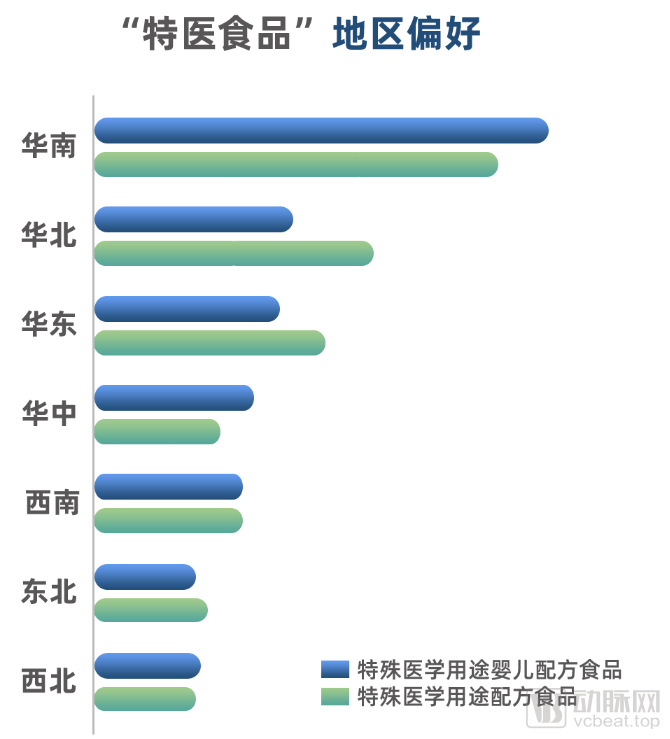 “特医食品”地区偏好
华南
华北
华东
华中
西南
东北
西北
特殊医学用途婴儿配方食品
特殊医学用途配方食品
动脉网
vcbeat.top